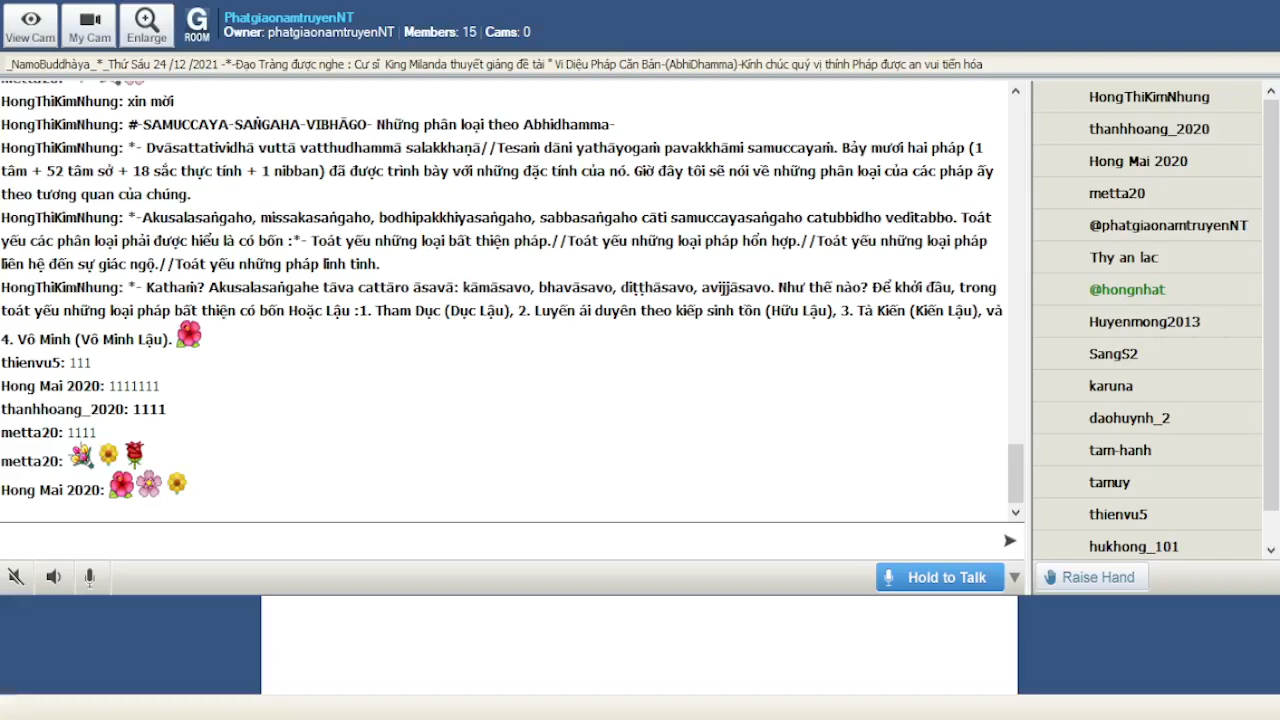 View Cam
My Cam
Enlarge
G
ROOM
PhatgiaonamtruyenNT
Owner: phatgiaonamtruyenNT | Members: 15 | Cams: 0
_NamoBuddhàya_*_Thứ Sáu 24 /12 /2021 -*-Đạo Tràng được nghe : Cư sĩ King Milanda thuyết giảng đề tài " Vi Diệu Pháp Căn Bản-(AbhiDhamma)-Kính chúc quý vị thính Pháp được an vui tiến hóa
HongThiKimNhung: xin mời
HongThiKimNhung: #-SAMUCCAYA-SAṄGAHA-VIBHĀGO- Những phân loại theo Abhidhamma-
HongThiKimNhung: *- Dvāsattatividhā vuttā vatthudhammā salakkhaṇā//Tesaṁ dāni yathāyogaṁ pavakkhāmi samuccayaṁ. Bảy mươi hai pháp (1
tâm + 52 tâm sở + 18 sắc thực tính + 1 nibban) đã được trình bày với những đặc tính của nó. Giờ đây tôi sẽ nói về những phân loại của các pháp ấy
theo tương quan của chúng.
HongThiKimNhung: *-Akusalasaṅgaho, missakasaṅgaho, bodhipakkhiyasaṅgaho, sabbasaṅgaho cāti samuccayasaṅgaho catubbidho veditabbo. Toát
yếu các phân loại phải được hiểu là có bốn :*- Toát yếu những loại bất thiện pháp.//Toát yếu những loại pháp hổn hợp.//Toát yếu những loại pháp
liên hệ đến sự giác ngộ.//Toát yếu những pháp linh tinh.
HongThiKimNhung: *- Kathaṁ? Akusalasaṅgahe tāva cattāro āsavā: kāmāsavo, bhavāsavo, diṭṭhāsavo, avijjāsavo. Như thế nào? Để khởi đầu, trong
toát yếu những loại pháp bất thiện có bốn Hoặc Lậu :1. Tham Dục (Dục Lậu), 2. Luyến ái duyên theo kiếp sinh tồn (Hữu Lậu), 3. Tà Kiến (Kiến Lậu), và
4. Vô Minh (Vô Minh Lậu).
thienvu5: 111
Hong Mai 2020: 1111111
thanhhoang_2020: 1111
metta20: 1111
metta20:
Hong Mai 2020:
Hold to Talk
HongThiKimNhung
thanhhoang_2020
Hong Mai 2020
metta20
@phatgiaonamtruyenNT
Thy an lac
@hongnhat
Huyenmong2013
SangS2
karuna
daohuynh_2
tam-hanh
tamuy
thienvu5
hukhong_101
Raise Hand